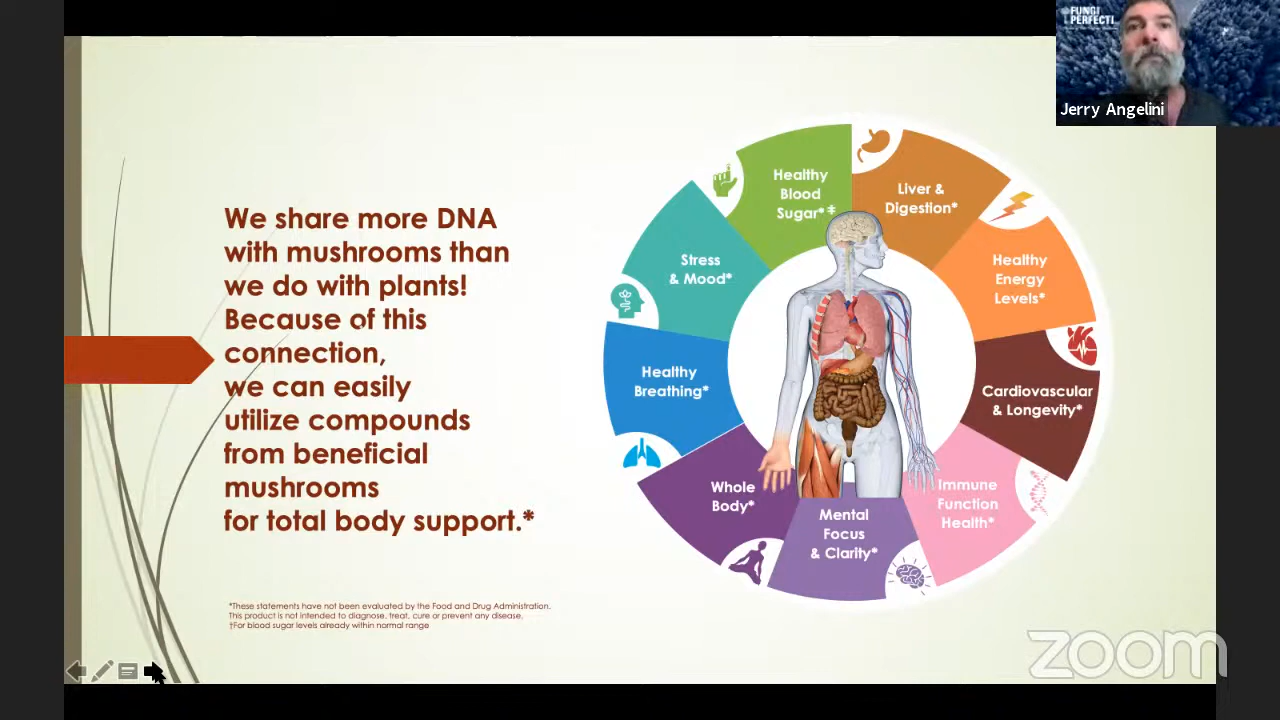 FUNGI
PERFECTI
Jerry Angelini
We share more DNA
with mushrooms than
we do with plants!
Because of this
connection,
we can easily
utilize compounds
from beneficial
mushrooms
for total body support.*
Healthy
Blood
Sugar*‡
Liver &
Digestion*
Healthy
Energy
Levels*
Cardiovascular
& Longevity*
Immune
Function
Health*
Mental
Focus
& Clarity*
Whole
Body*
Healthy
Breathing*
Stress
& Mood*
*These statements have not been evaluated by the Food and Drug Administration.
This product is not intended to diagnose, treat, cure or prevent any disease.
†For blood sugar levels already within normal range
zoom